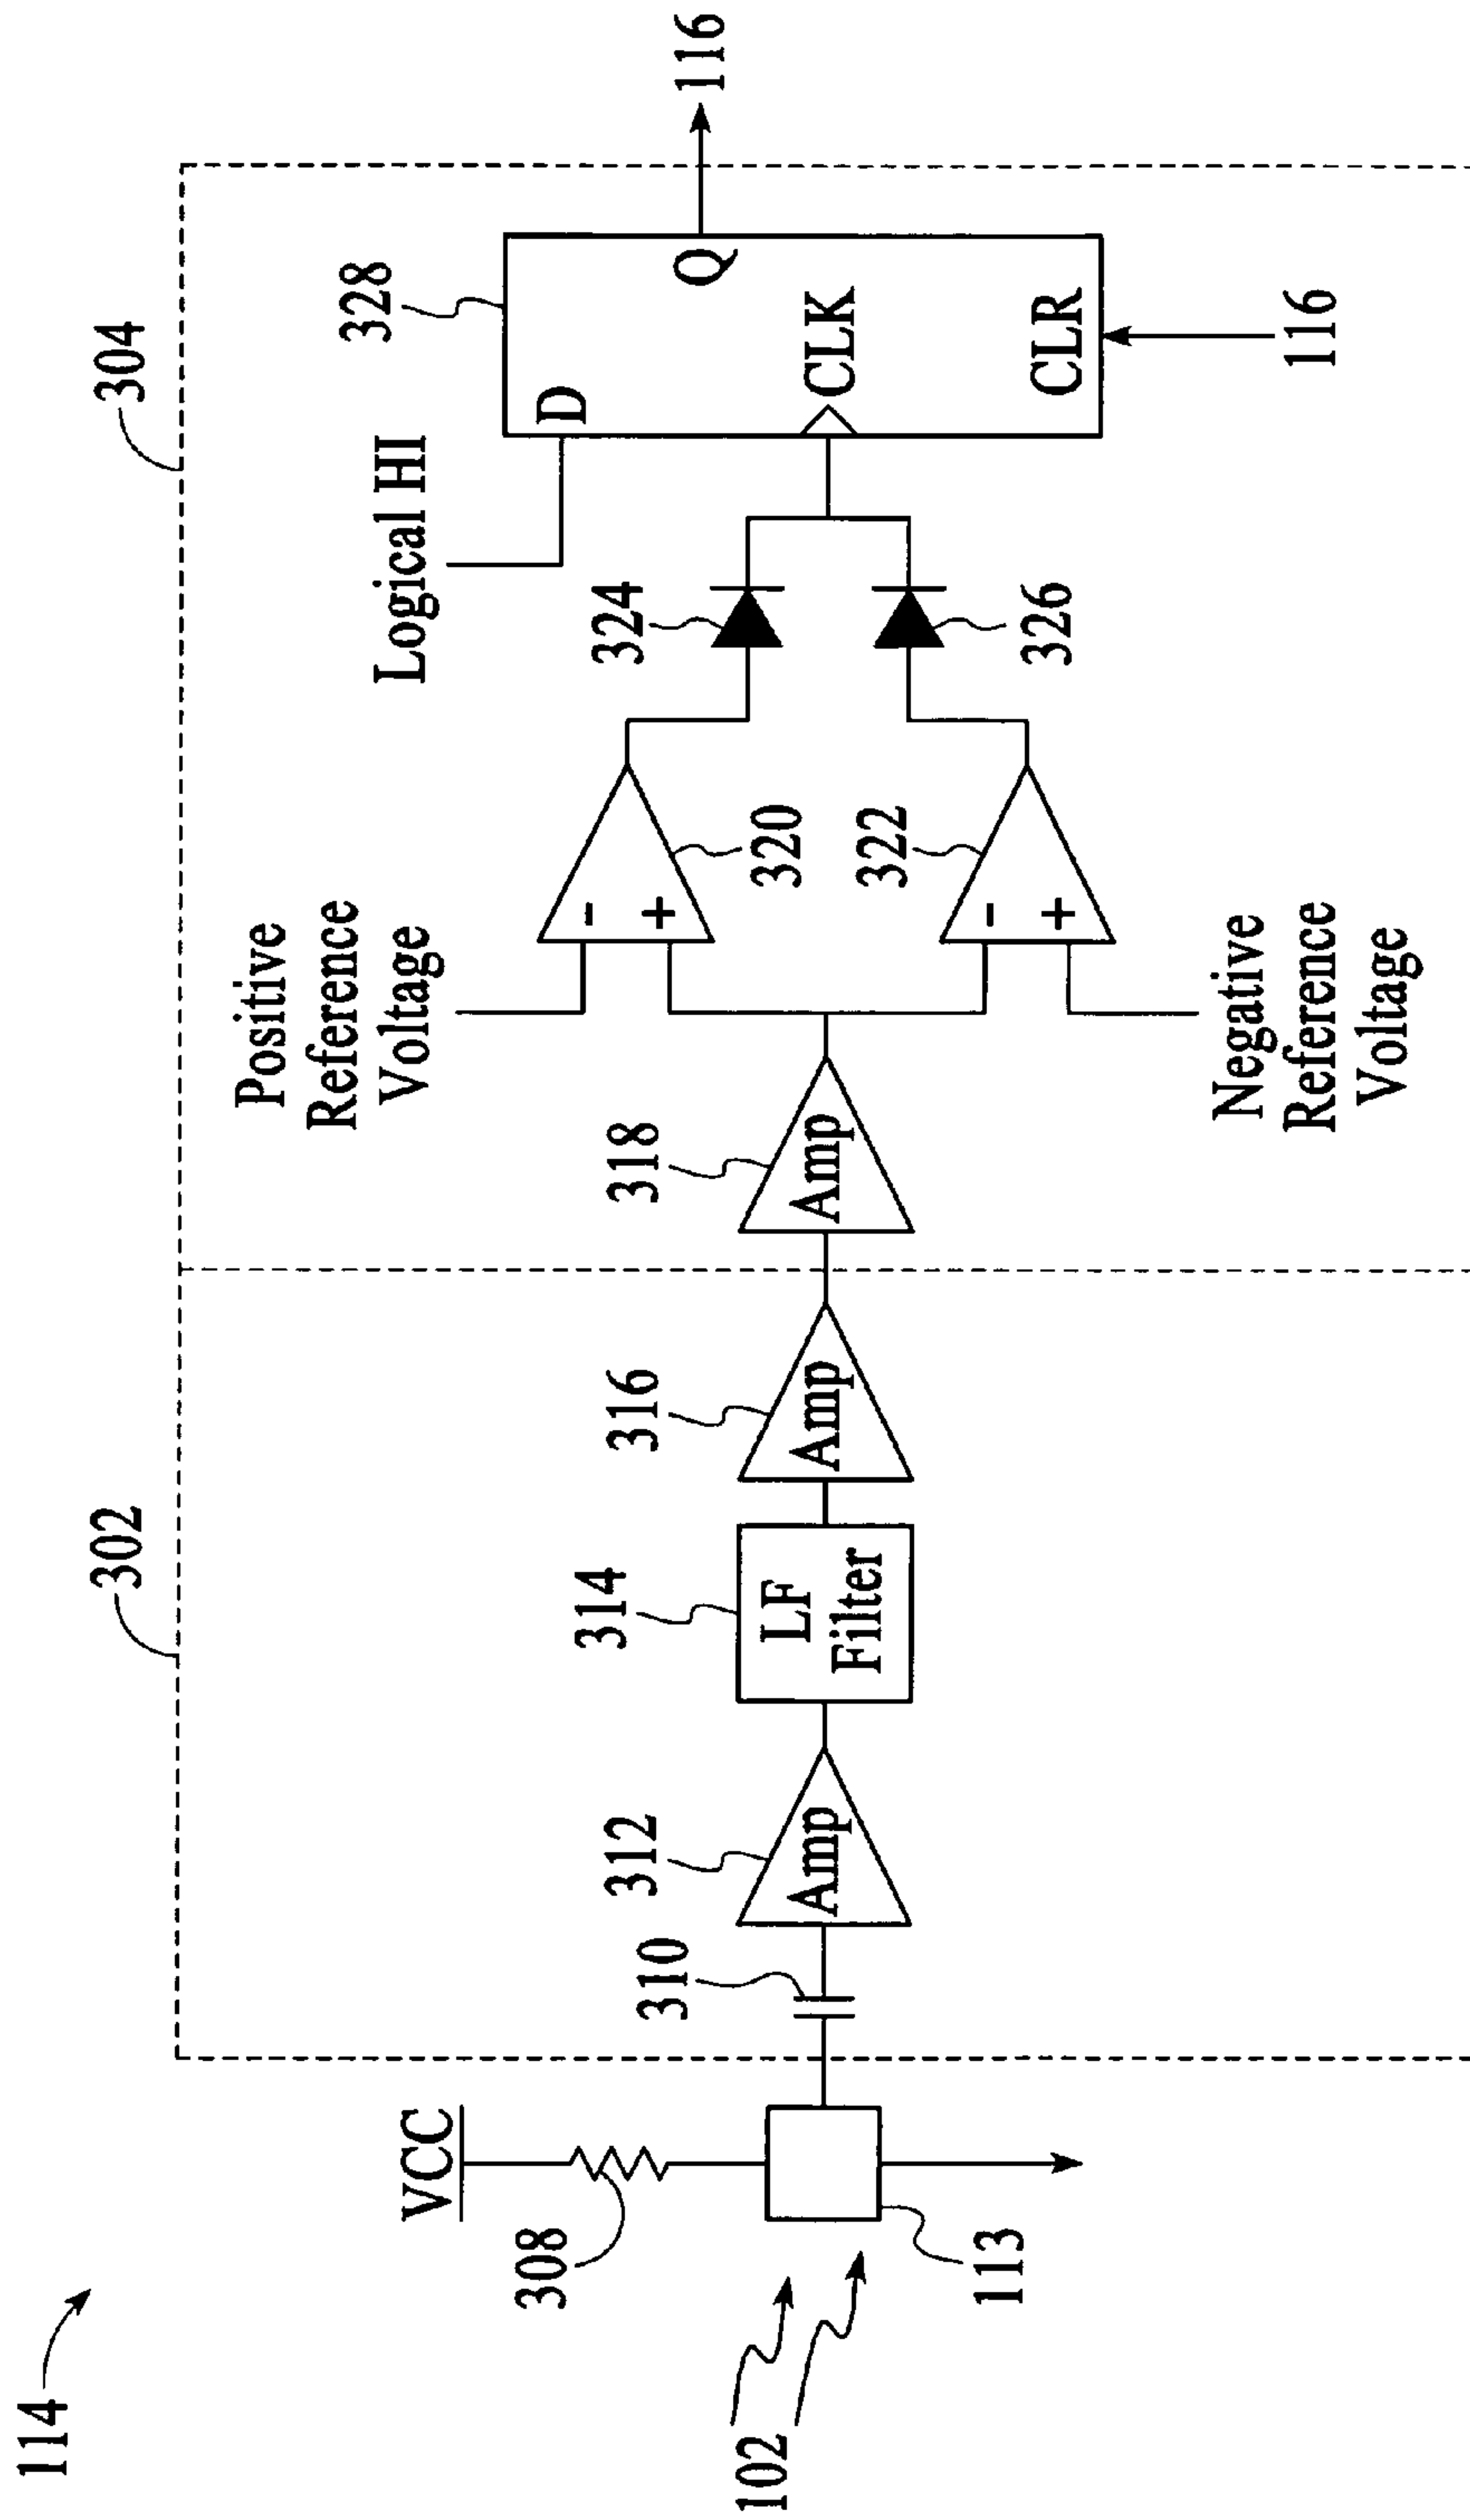 114
302
304
VCC
308
102
113
310
312
Amp
314
LF
Filter
316
Amp
318
Amp
Positive
Reference
Voltage
-
+
320
322
-
+
Negative
Reference
Voltage
Logical HI
324
326
328
D
Q
CLK
CLR
116
116